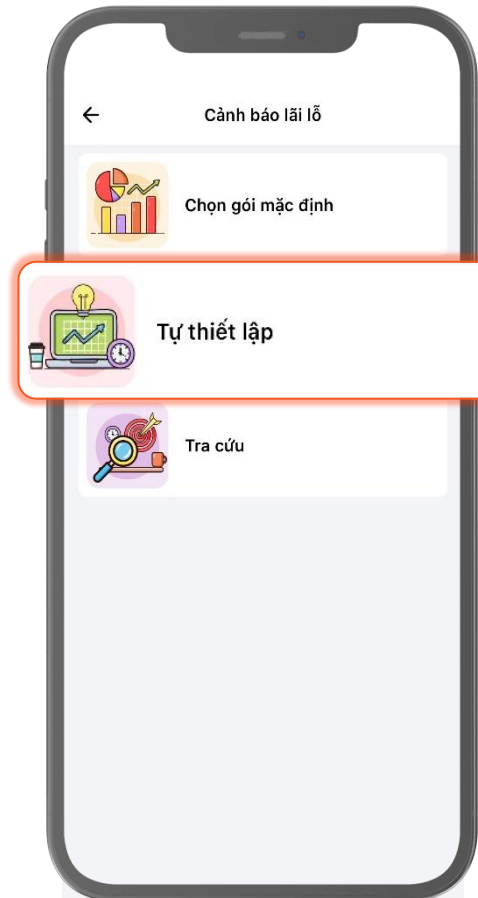 Cảnh báo lãi lỗ
Chọn gói mặc định
Tự thiết lập
Tra cứu